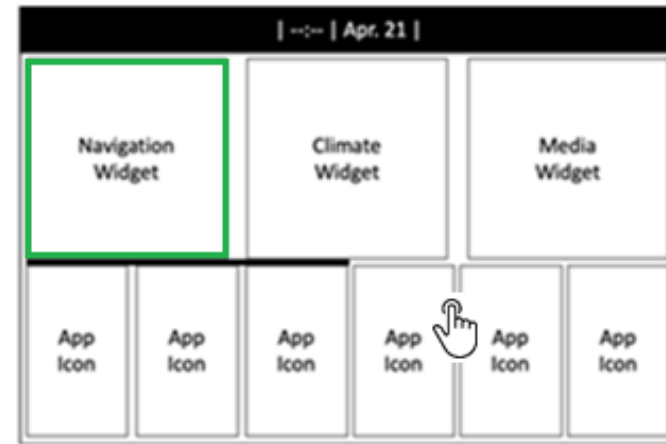 | --:-- | Apr. 21 |
Navigation
Widget
Climate
Widget
Media
Widget
App
Icon
App
Icon
App
Icon
App
Icon
App
Icon
App
Icon